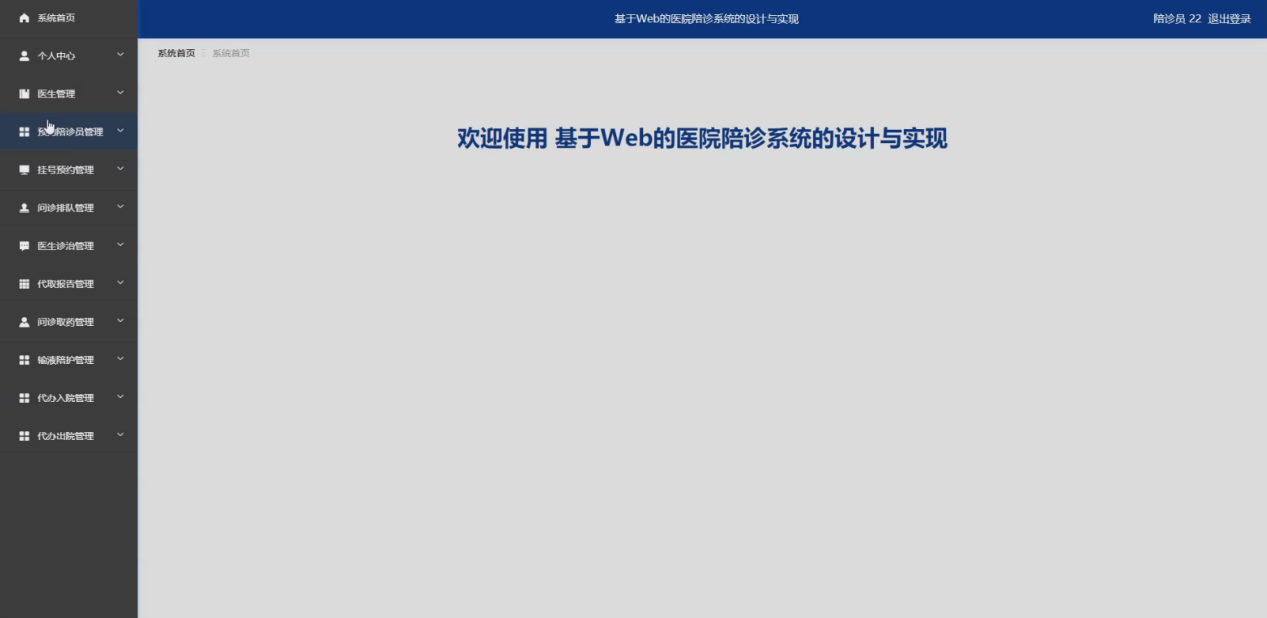 系统首页
基于Web的医院陪诊系统的设计与实现
陪诊员 22 退出登录
个人中心
系统首页 系统首页
医生管理
预约陪诊员管理
欢迎使用 基于Web的医院陪诊系统的设计与实现
挂号预约管理
问诊排队管理
医生诊治管理
代取报告管理
问诊取药管理
输液陪护管理
代办入院管理
代办出院管理